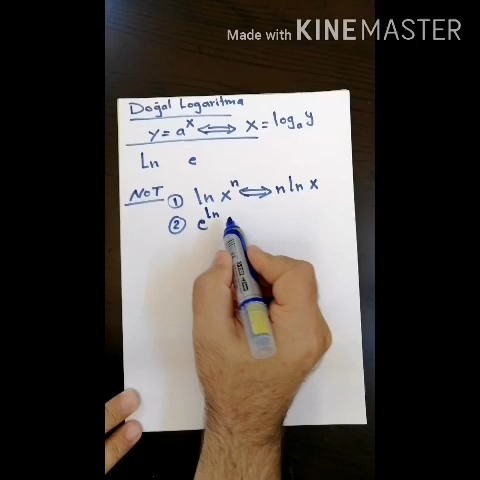 Made with KINEMASTER
Doğal Logaritma
y = a^x ⟺ x = log_a y
Ln e
NOT ① ln x^n ⟺ n ln x
② e^ln